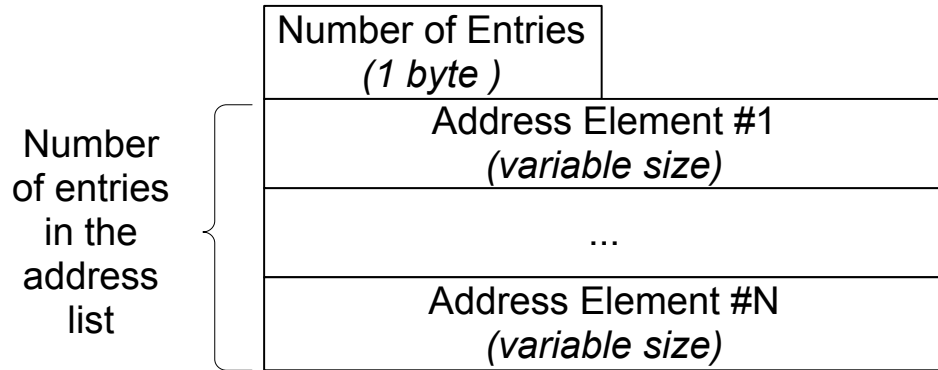 Number of Entries
(1 byte )
Number
of entries
in the
address
list
Address Element #1
(variable size)
...
Address Element #N
(variable size)